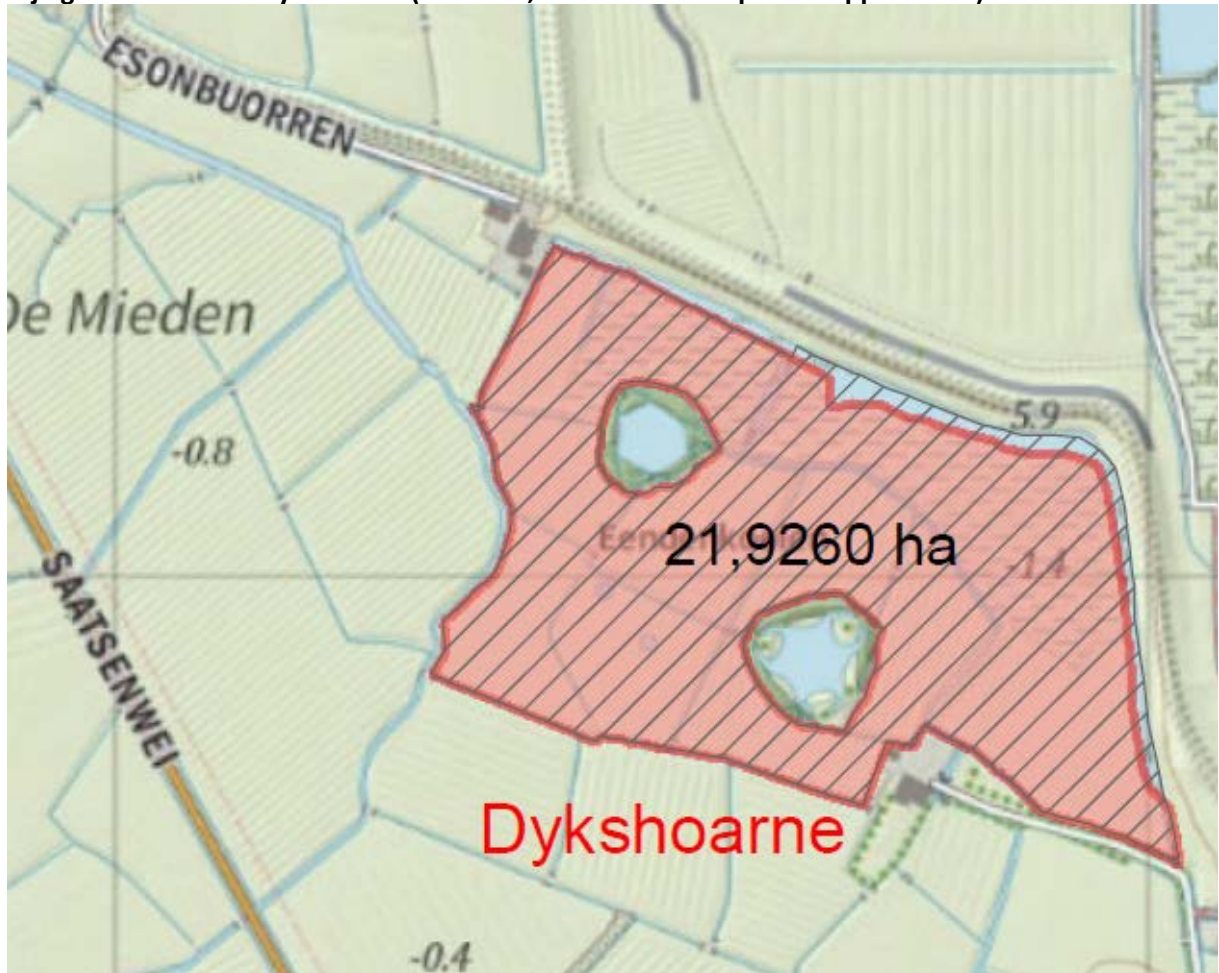 ESONBUORREN
De Mieden
5.9
-0.8
21,9260 ha
-1.4
SAATSENWEI
Dykshoarne
-0.4